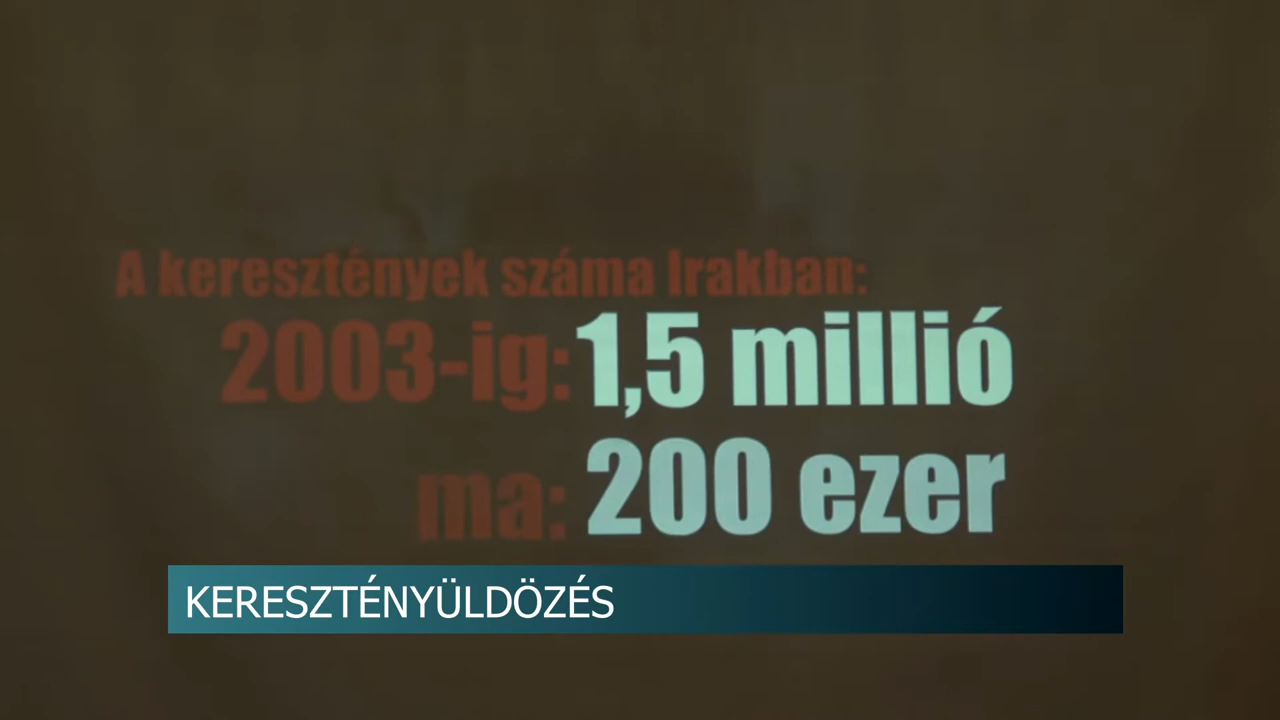 A keresztények száma Irakban:
2003-ig: 1,5 millió
ma: 200 ezer
KERESZTÉNYÜLDÖZÉS